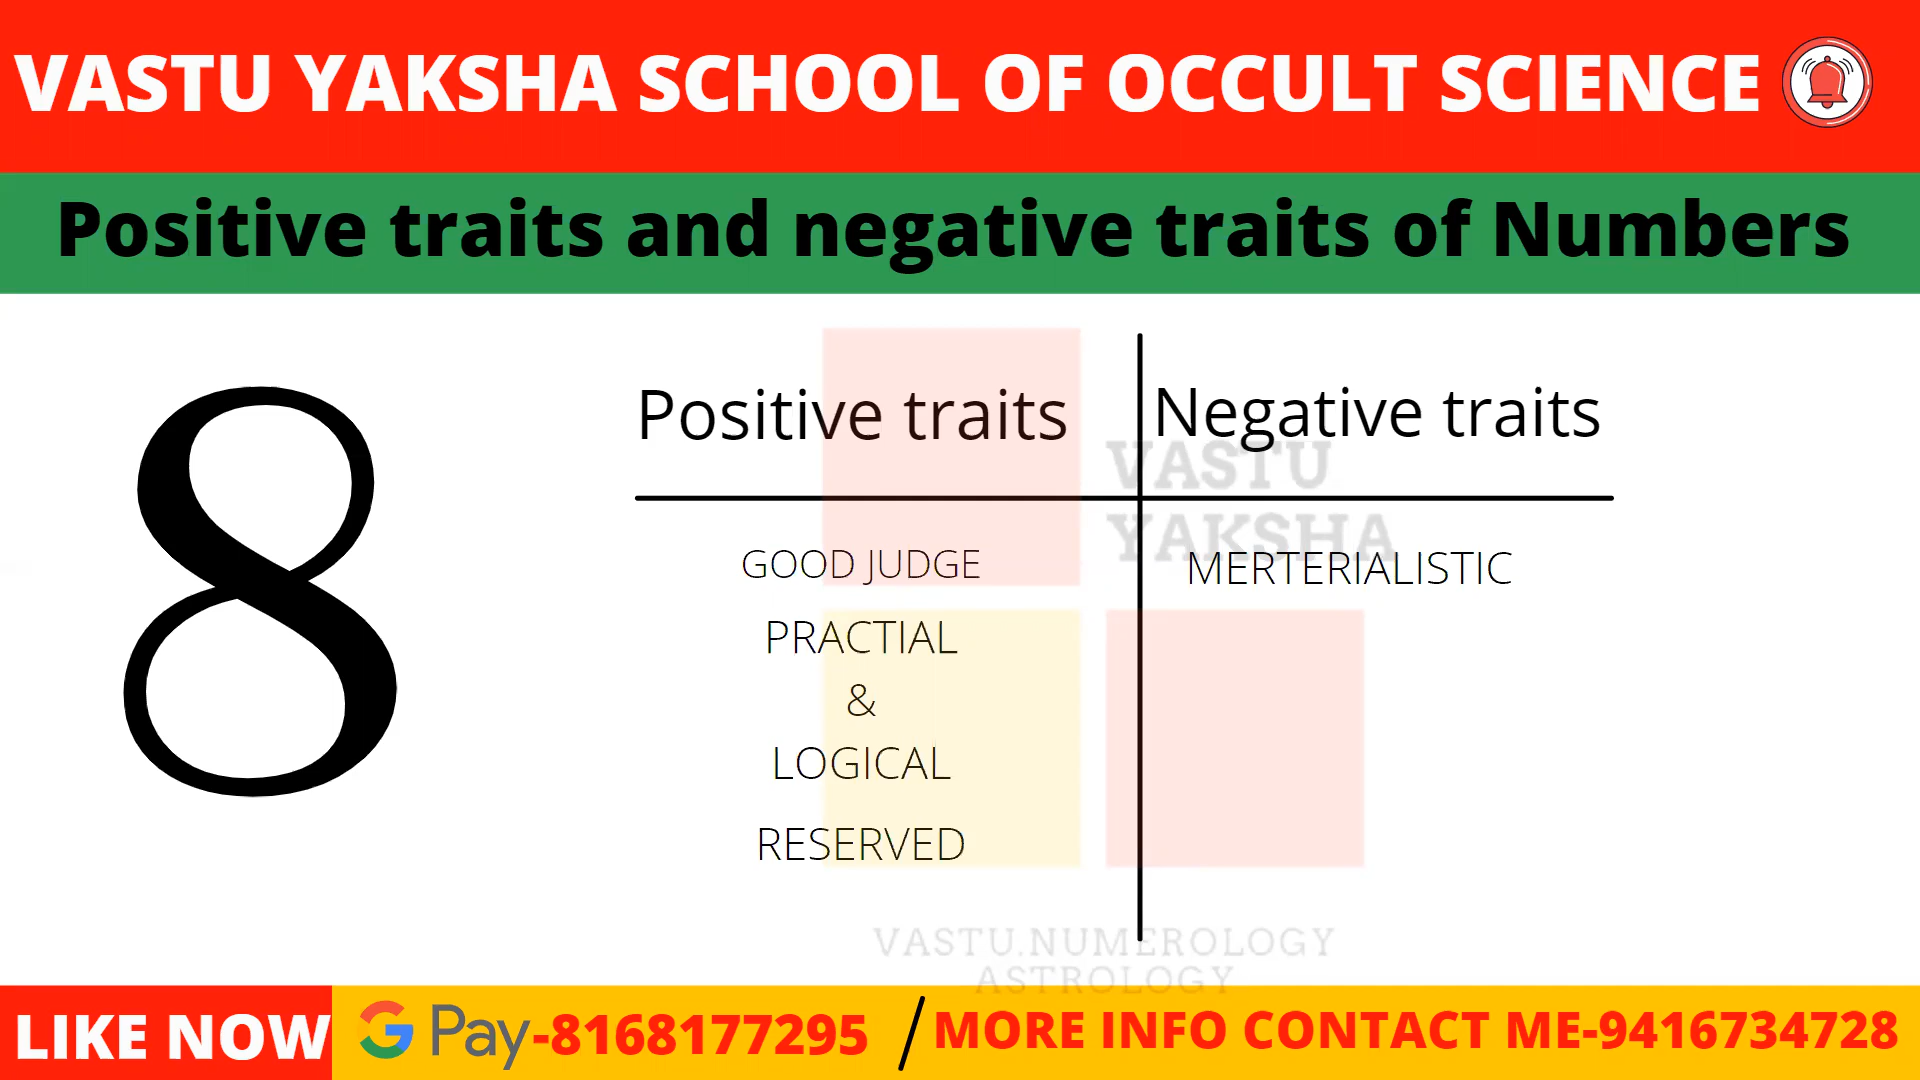 VASTU YAKSHA SCHOOL OF OCCULT SCIENCE
Positive traits and negative traits of Numbers
8
Positive traits
Negative traits
VASTU
YAKSHA
GOOD JUDGE
MERTERIALISTIC
PRACTIAL
&
LOGICAL
RESERVED
VASTU.NUMEROLOGY
ASTROLOGY
LIKE NOW
G Pay-8168177295 / MORE INFO CONTACT ME-9416734728